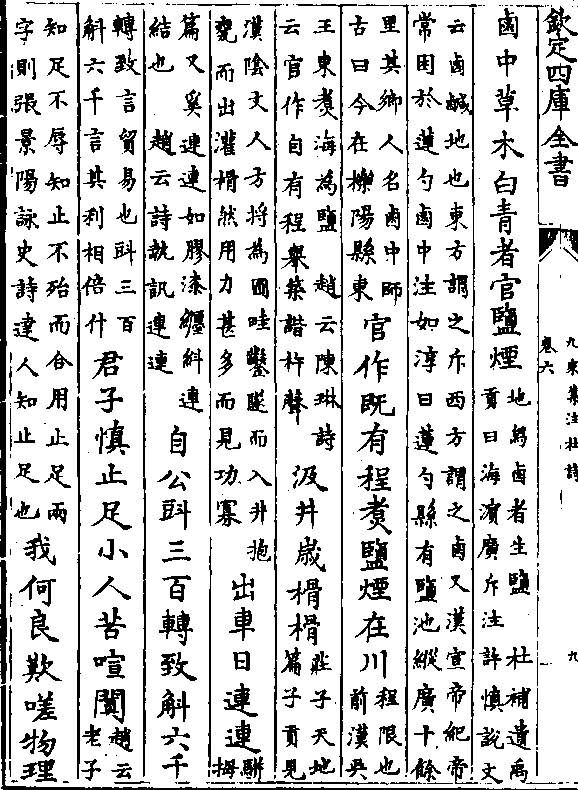 欽定四庫全書
九家集注杜詩
卷六
九
鹵中草木白青者官鹽煙地為鹵者生鹽 杜補遺禹貢曰海濱廣斥注 許慎說文
云鹵鹹地也東方謂之斥西方謂之鹵又漢宣帝紀帝常困於蓮勺鹵中注如淳曰蓮勺縣有鹽池縱廣十餘
里其鄉人名鹵中師古曰今在櫟陽縣東官作既有程煑鹽煙在川程限也前漢吳
王東煑海為鹽 趙云陳琳詩云官作自有程舉築諧杵聲汲井歲榾榾莊子天地篇子貢見
漢陰丈人方將為圃畦鑿隧而入井抱甕而出灌榾然用力甚多而見功寡出車日連連駢拇
篇又奚連連如膠漆纆糾連結也 趙云詩執訊連連自公㪷三百轉致斛六千
轉致言貿易也㪷三百斛六千言其利相倍什君子慎止足小人苦喧闐趙云老子
知足不辱知止不殆而合用止足兩字則張景陽詠史詩達人知止足也我何良歎嗟物理